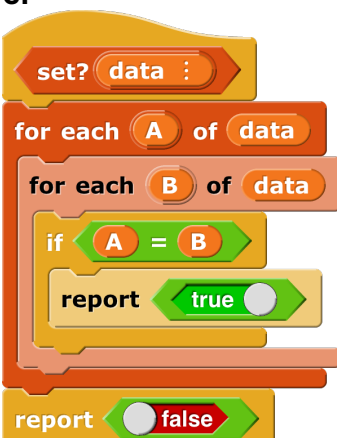 set? data ⋮
for each A of data
for each B of data
if A = B
report true
report false